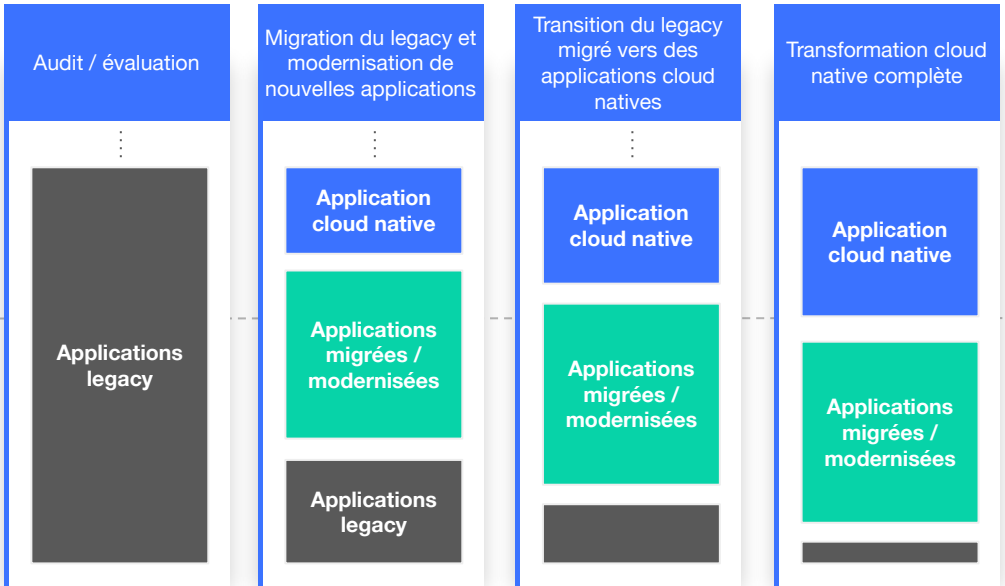 Audit / évaluation
Migration du legacy et
modernisation de
nouvelles applications
Transition du legacy
migré vers des
applications cloud
natives
Transformation cloud
native complète
Applications
legacy
Application
cloud native
Applications
migrées /
modernisées
Applications
legacy
Application
cloud native
Applications
migrées /
modernisées
Application
cloud native
Applications
migrées /
modernisées